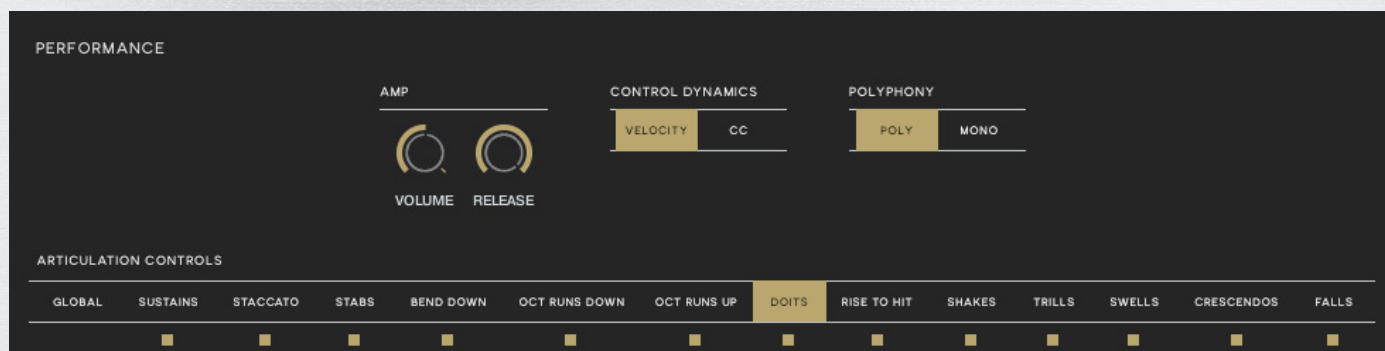 PERFORMANCE
AMP CONTROL DYNAMICS POLYPHONY
VELOCITY CC POLY MONO
VOLUME RELEASE
ARTICULATION CONTROLS
GLOBAL SUSTAINS STACCATO STABS BEND DOWN OCT RUNS DOWN OCT RUNS UP DOITS RISE TO HIT SHAKES TRILLS SWELLS CRESCENDOS FALLS